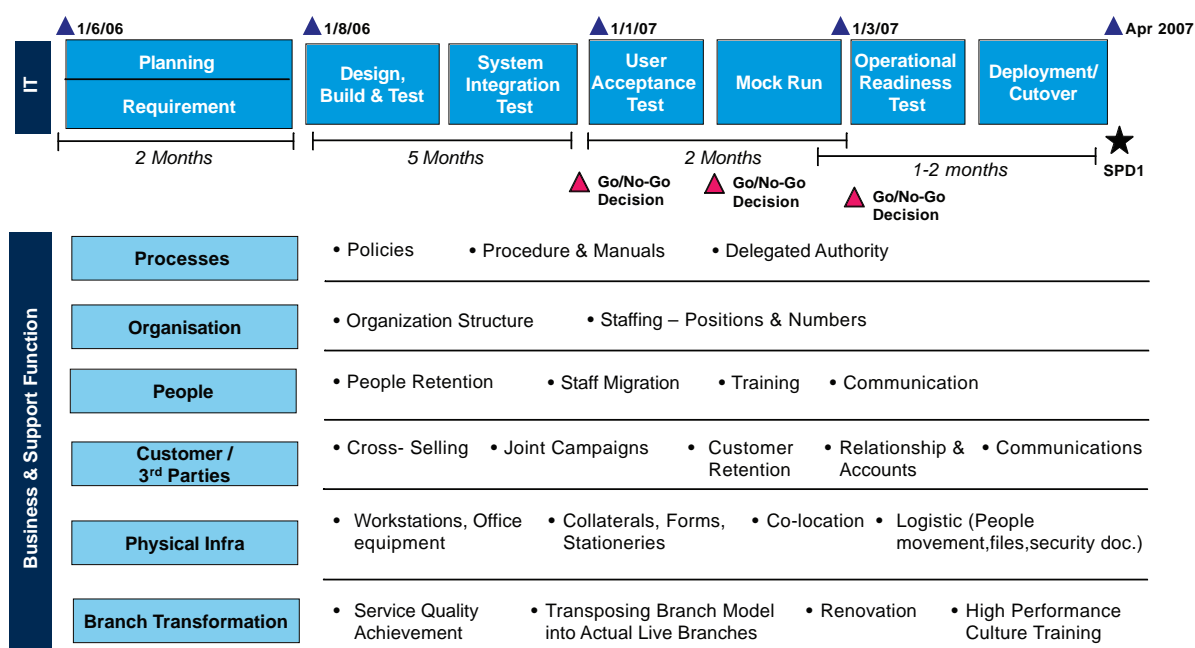 1/6/06
1/8/06
1/1/07
1/3/07
Apr 2007
IT
Planning
Requirement
Design,
Build & Test
System
Integration
Test
User
Acceptance
Test
Mock Run
Operational
Readiness
Test
Deployment/
Cutover
2 Months
5 Months
2 Months
1-2 months
SPD1
Go/No-Go
Decision
Go/No-Go
Decision
Go/No-Go
Decision
Business & Support Function
Processes
• Policies
• Procedure & Manuals
• Delegated Authority
Organisation
• Organization Structure
• Staffing – Positions & Numbers
People
• People Retention
• Staff Migration
• Training
• Communication
Customer /
3rd Parties
• Cross- Selling
• Joint Campaigns
• Customer
Retention
• Relationship &
Accounts
• Communications
Physical Infra
• Workstations, Office
equipment
• Collaterals, Forms,
Stationeries
• Co-location
• Logistic (People
movement,files,security doc.)
Branch Transformation
• Service Quality
Achievement
• Transposing Branch Model
into Actual Live Branches
• Renovation
• High Performance
Culture Training